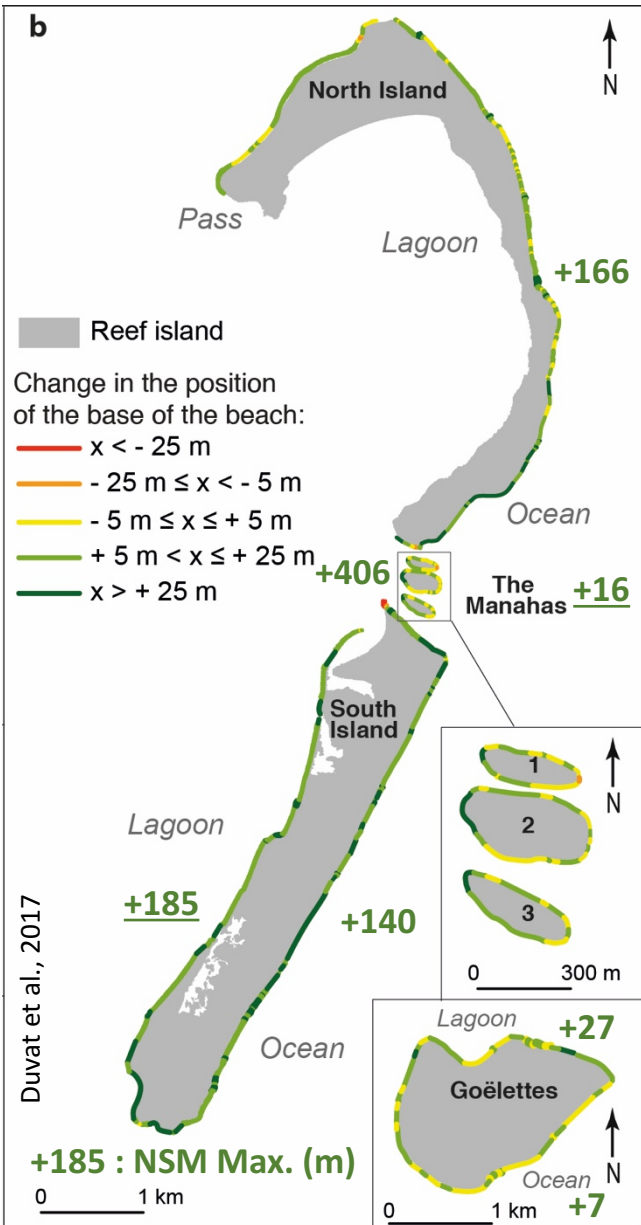 b
N
North Island
Pass
Lagoon
+166
Reef island
Change in the position
of the base of the beach:
x < - 25 m
- 25 m ≤ x < - 5 m
- 5 m ≤ x ≤ + 5 m
+ 5 m < x ≤ + 25 m
x > + 25 m
Ocean
+406
The
Manahas
+16
South
Island
1
N
2
3
0 300 m
Lagoon
+185
+140
Ocean
Duvat et al., 2017
+185 : NSM Max. (m)
0 1 km
Lagoon
+27
Goëlettes
N
Ocean
+7
0 1 km